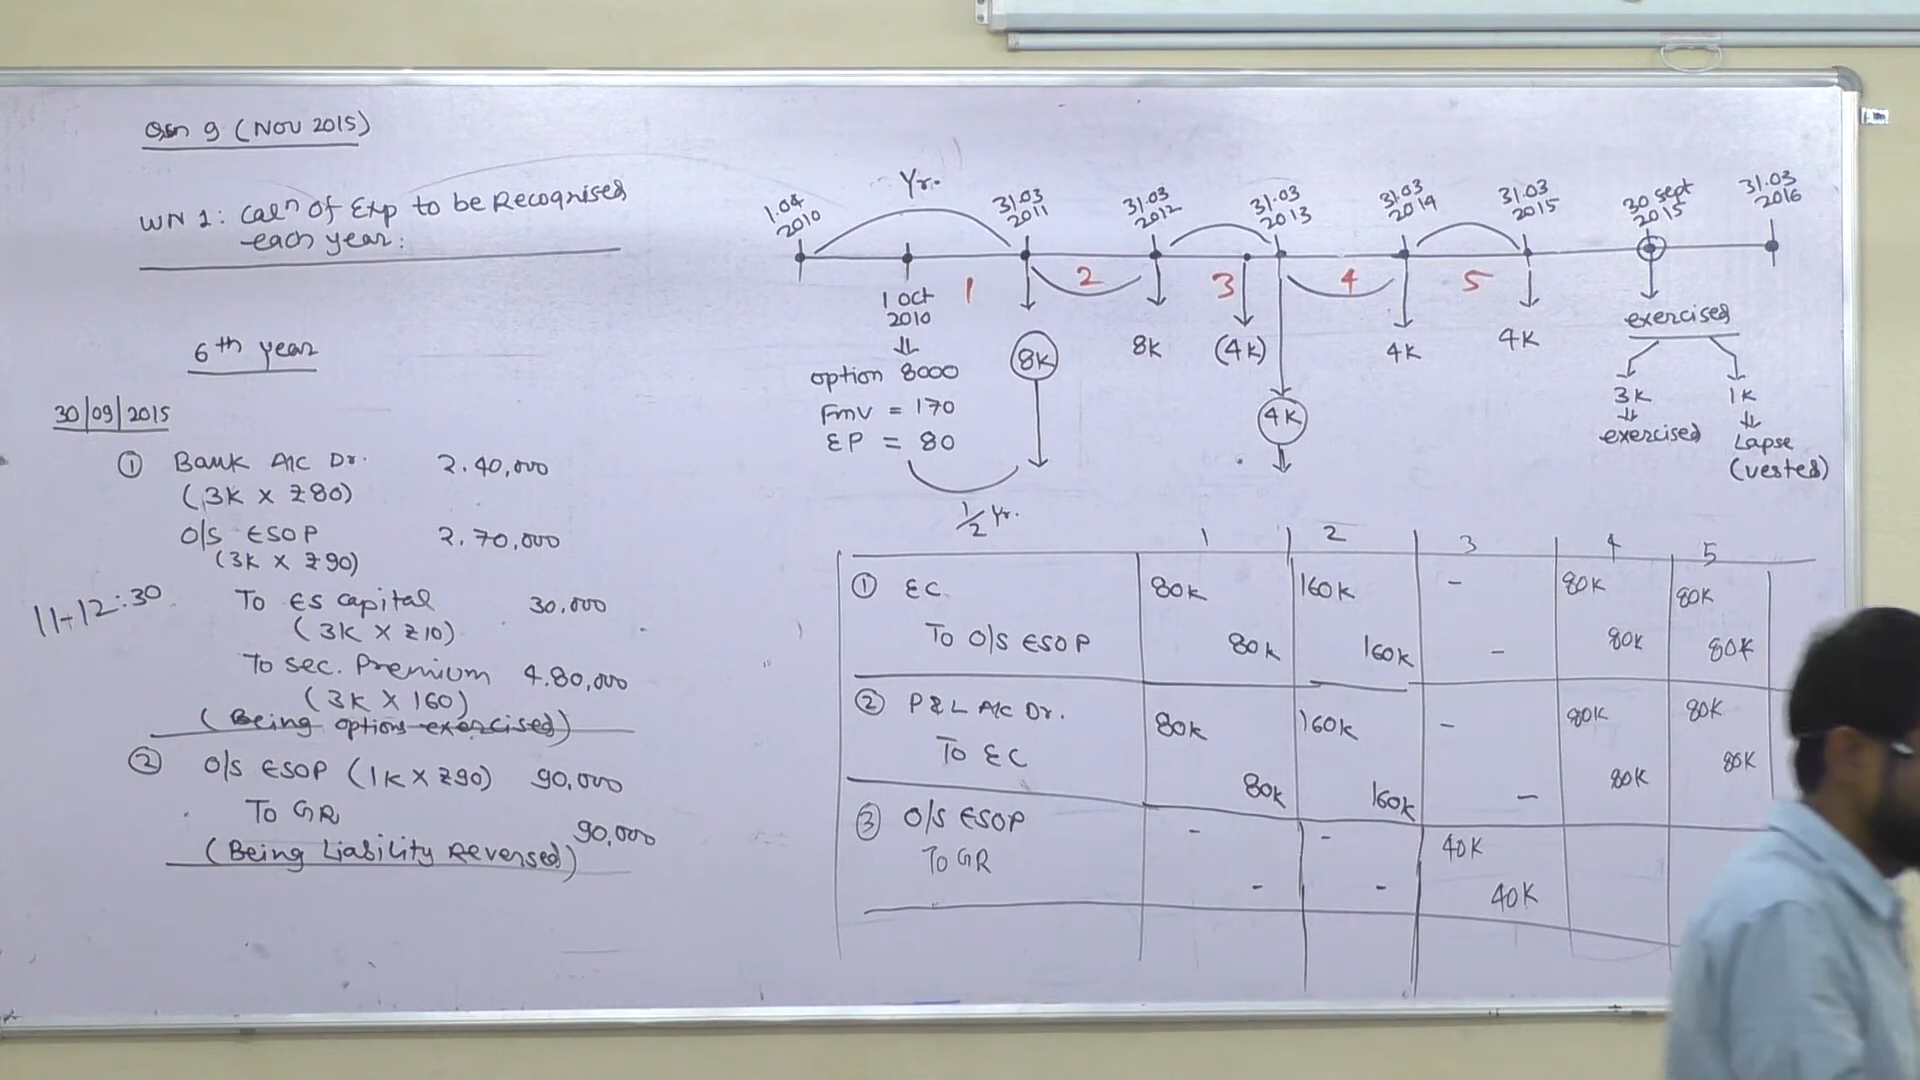 Qsn 9 (NOV 2015)
WN 1: Calⁿ of Exp to be Recognised
each year:
6th year
30/09/2015
① Bank A/C Dr. 2,40,000
(3K X ₹80)
O/S ESOP 2,70,000
(3K X ₹90)
To ES capital 30,000
(3K X ₹10)
To sec. Premium 4,80,000
(3K X 160)
(Being options exercised)
② O/S ESOP (1K X ₹90) 90,000
To GR 90,000
(Being Liability Reversed)
11-12:30
Yr.
1.04 2010
31.03 2011
31.03 2012
31.03 2013
31.03 2014
31.03 2015
30 sept 2015
31.03 2016
1 2 3 4 5
1 Oct
2010
option 8000
FMV = 170
EP = 80
1/2 Yr.
8K
8K
(4K)
4K
4K
4K
exercised
3K 1K
exercised Lapse
(vested)
1 2 3 4 5
① EC 80K 160K - 80K 80K
To O/S ESOP 80K 160K - 80K 80K
② P&L A/C Dr. 80K 160K - 80K 80K
To EC 80K 160K - 80K 80K
③ O/S ESOP - - 40K
To GR - - 40K